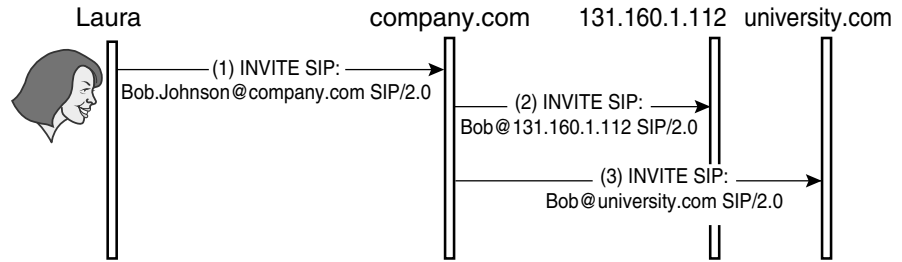 Laura
company.com
131.160.1.112
university.com
(1) INVITE SIP:
Bob.Johnson@company.com SIP/2.0
(2) INVITE SIP:
Bob@131.160.1.112 SIP/2.0
(3) INVITE SIP:
Bob@university.com SIP/2.0